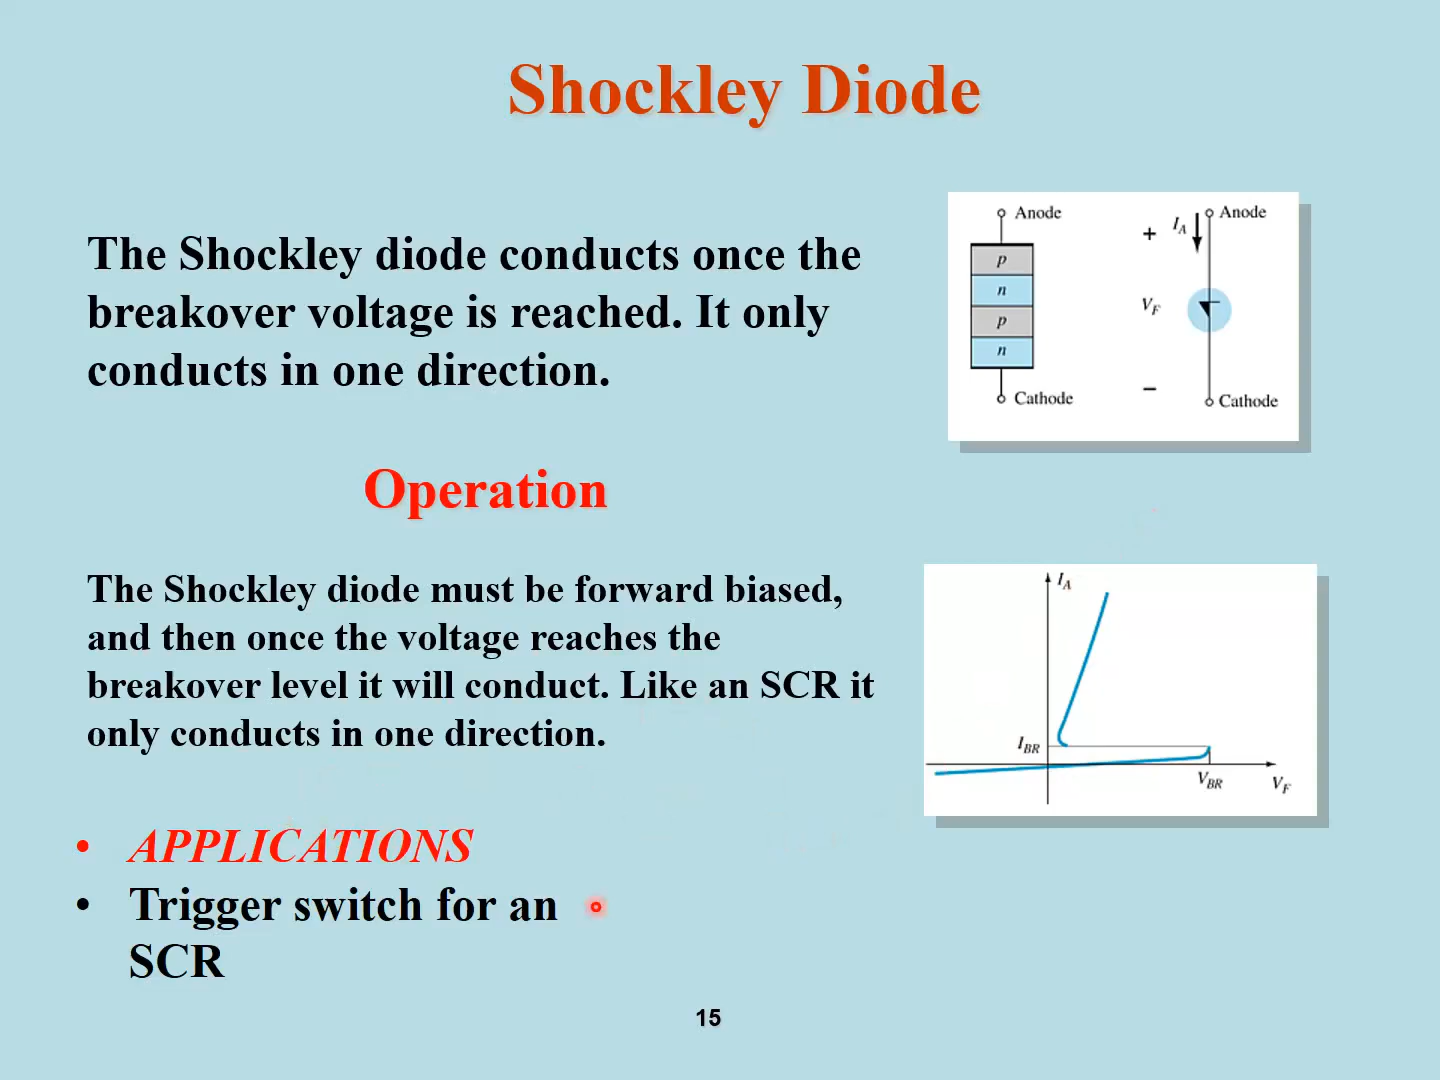 Shockley Diode
The Shockley diode conducts once the
breakover voltage is reached. It only
conducts in one direction.
Anode
p
n
p
n
Cathode
+
I_A
Anode
V_F
−
Cathode
Operation
The Shockley diode must be forward biased,
and then once the voltage reaches the
breakover level it will conduct. Like an SCR it
only conducts in one direction.
I_A
I_BR
V_BR
V_F
• APPLICATIONS
• Trigger switch for an
SCR
15